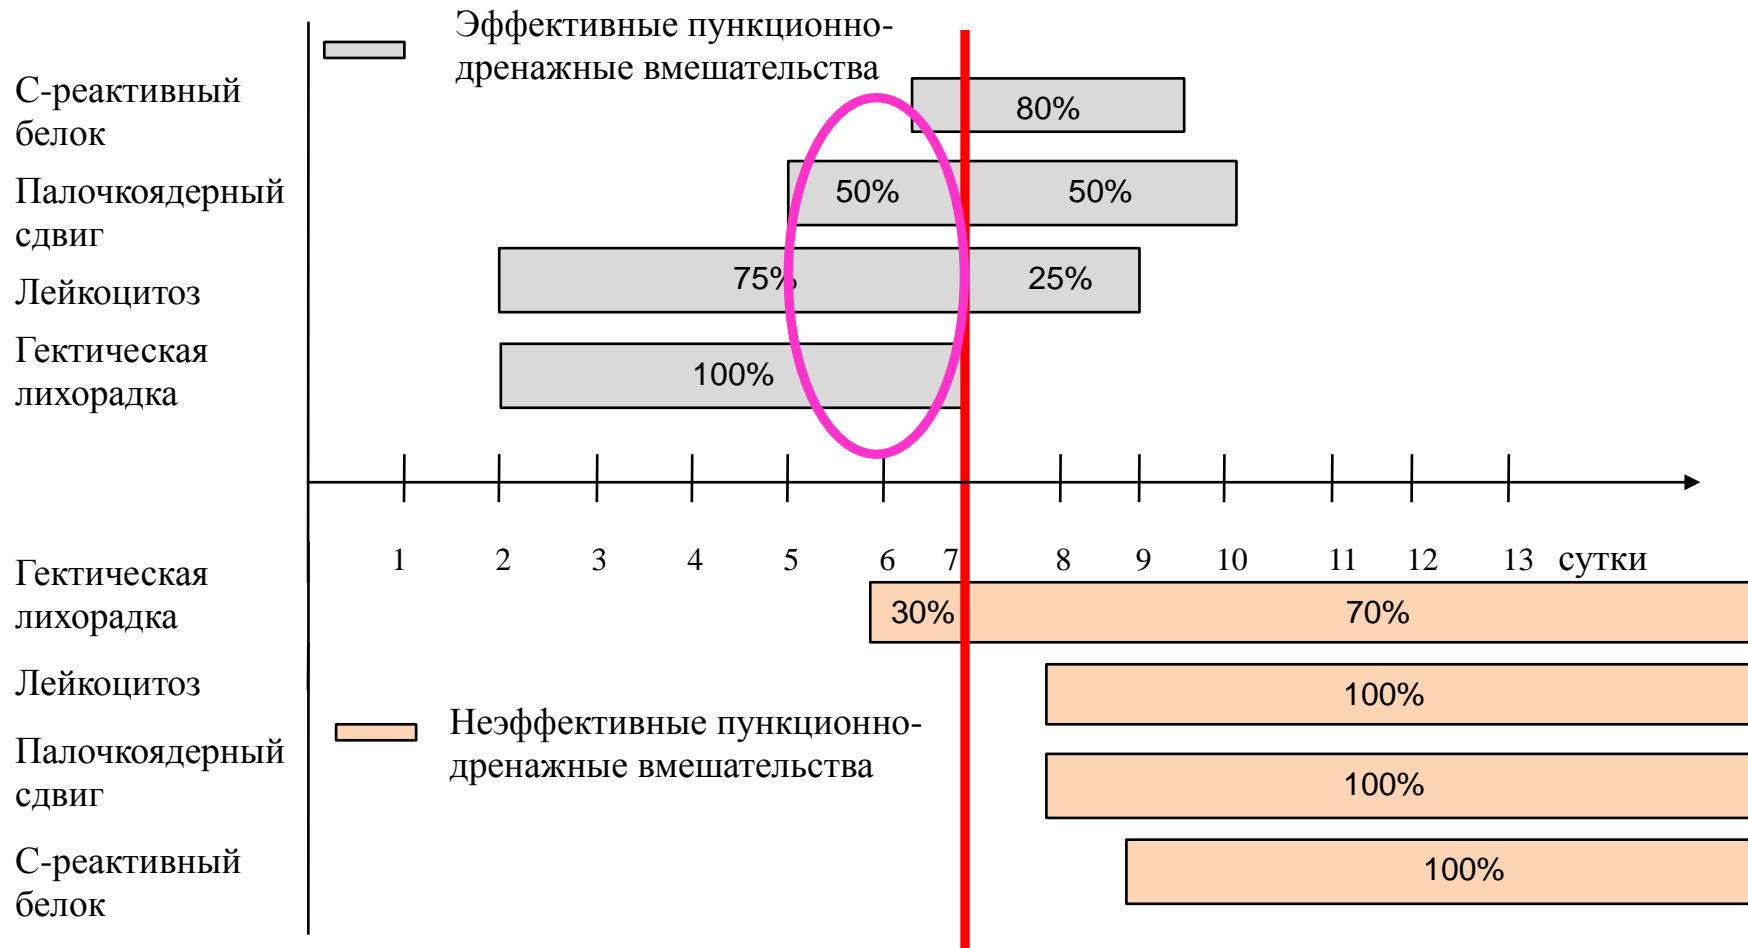 Эффективные пункционно-
дренажные вмешательства
С-реактивный
белок
80%
Палочкоядерный
сдвиг
50%
50%
Лейкоцитоз
75%
25%
Гектическая
лихорадка
100%
1 2 3 4 5 6 7 8 9 10 11 12 13 сутки
Гектическая
лихорадка
30%
70%
Лейкоцитоз
100%
Неэффективные пункционно-
дренажные вмешательства
Палочкоядерный
сдвиг
100%
С-реактивный
белок
100%